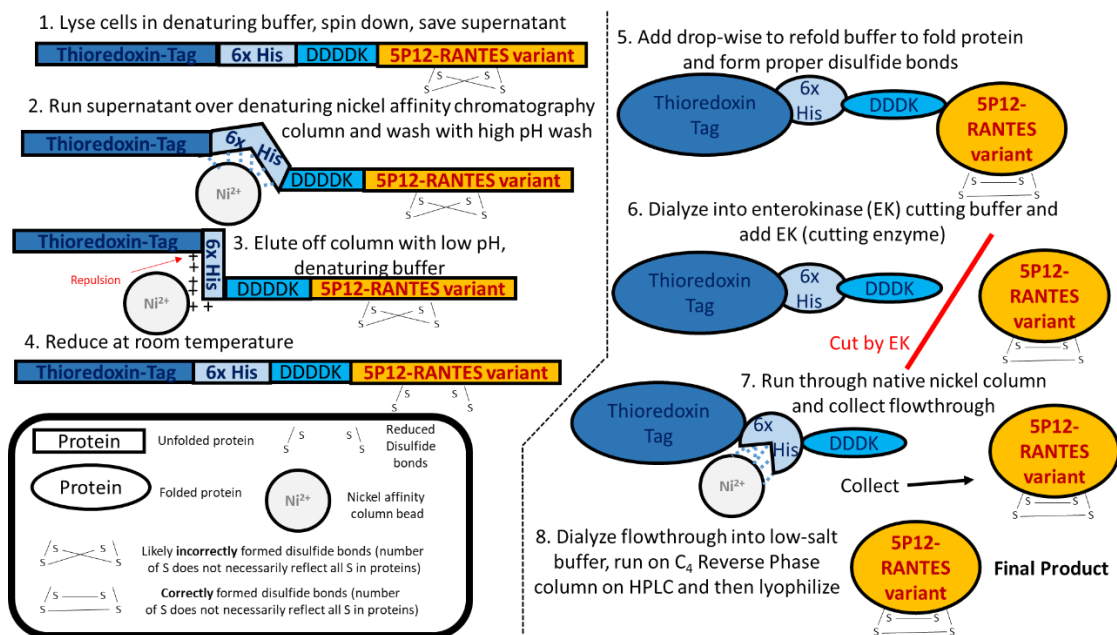 1. Lyse cells in denaturing buffer, spin down, save supernatant
Thioredoxin-Tag 6x His DDDDK 5P12-RANTES variant
S S
S S
2. Run supernatant over denaturing nickel affinity chromatography
column and wash with high pH wash
Thioredoxin-Tag 6x His
DDDDK 5P12-RANTES variant
Ni²⁺
S S
S S
3. Elute off column with low pH,
denaturing buffer
Thioredoxin-Tag
6x His
Repulsion
+ + + + + + +
DDDDK 5P12-RANTES variant
Ni²⁺
S S
S S
4. Reduce at room temperature
Thioredoxin-Tag 6x His DDDDK 5P12-RANTES variant
S S
S S
Protein Unfolded protein
S S
S S
Reduced
Disulfide
bonds
Protein Folded protein
Ni²⁺
Nickel affinity
column bead
S S
S S
Likely incorrectly formed disulfide bonds (number
of S does not necessarily reflect all S in proteins)
S S
S S
Correctly formed disulfide bonds (number
of S does not necessarily reflect all S in proteins)
5. Add drop-wise to refold buffer to fold protein
and form proper disulfide bonds
Thioredoxin
Tag
6x
His
DDDK
5P12-
RANTES
variant
S S
S S
6. Dialyze into enterokinase (EK) cutting buffer and
add EK (cutting enzyme)
Thioredoxin
Tag
6x
His
DDDK
5P12-
RANTES
variant
S S
S S
Cut by EK
7. Run through native nickel column
and collect flowthrough
Thioredoxin
Tag
6x
His
DDDK
Ni²⁺
5P12-
RANTES
variant
S S
S S
Collect
8. Dialyze flowthrough into low-salt
buffer, run on C₄ Reverse Phase
column on HPLC and then lyophilize
5P12-
RANTES
variant
S S
S S
Final Product